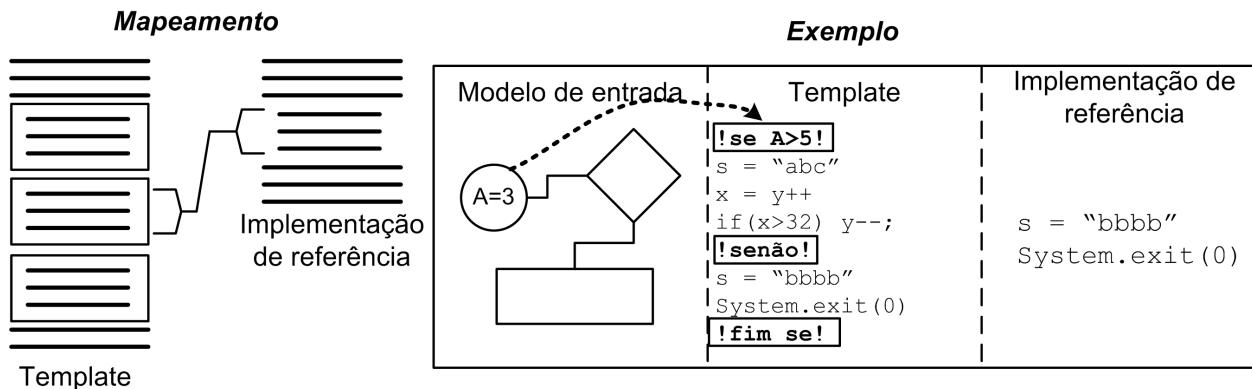 Mapeamento
Template
Implementação
de referência
Exemplo
Modelo de entrada
A=3
Template
!se A>5!
s = “abc”
x = y++
if(x>32) y--;
!senão!
s = “bbbb”
System.exit(0)
!fim se!
Implementação de
referência
s = “bbbb”
System.exit(0)